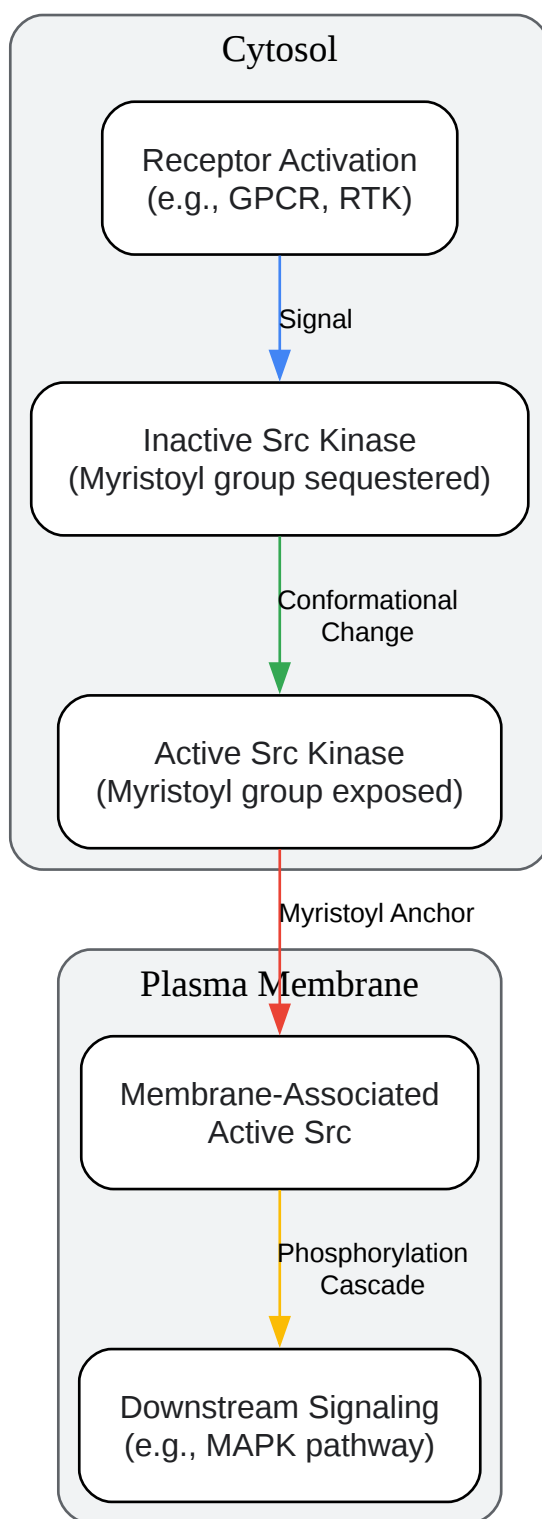 Cytosol
Receptor Activation
(e.g., GPCR, RTK)
Signal
Inactive Src Kinase
(Myristoyl group sequestered)
Conformational
Change
Active Src Kinase
(Myristoyl group exposed)
Myristoyl Anchor
Plasma Membrane
Membrane-Associated
Active Src
Phosphorylation
Cascade
Downstream Signaling
(e.g., MAPK pathway)